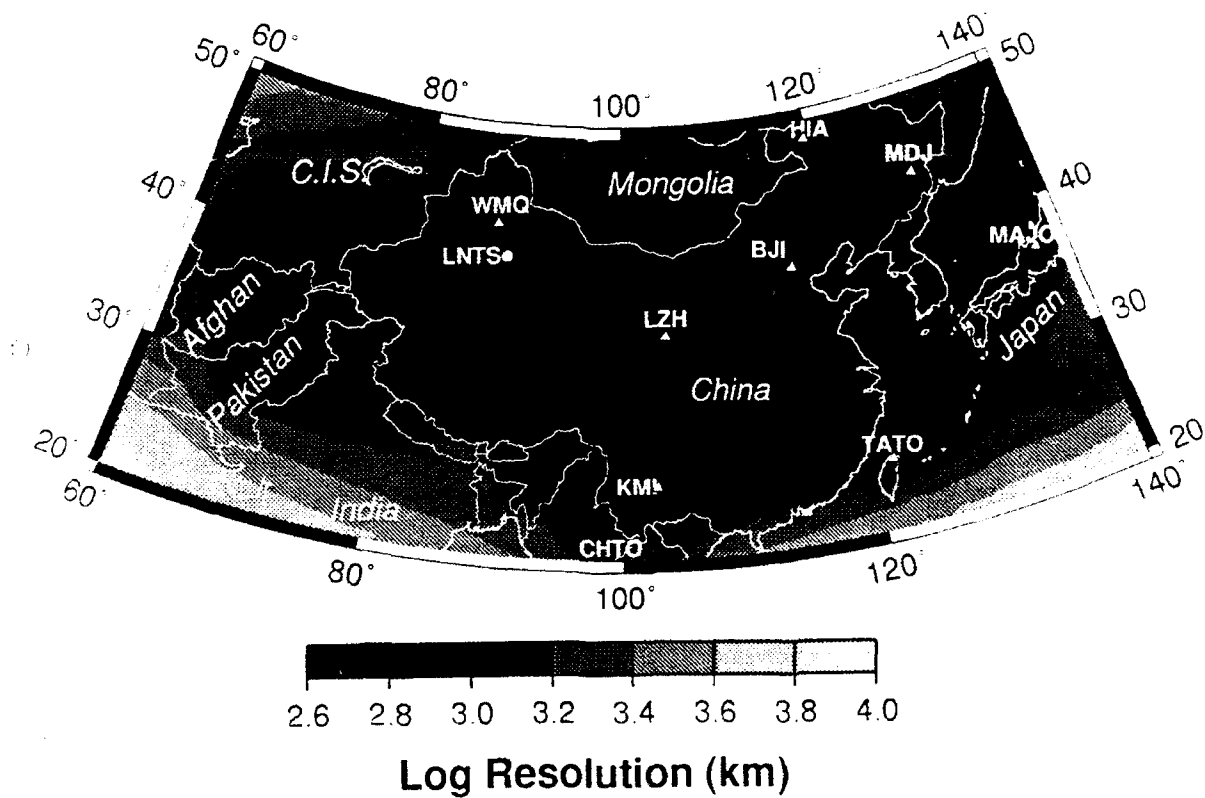 60° 140°
50° 50
80° 100° 120°
HIA
MDJ
C.I.S.
Mongolia
40° 40
WMQ
MAJO
BJI
LNTS
Afghan
30° 30
LZH
Japan
Pakistan
China
20° 20
TATO
60° 140°
KMI
India
CHTO
80° 120°
100°
2.6 2.8 3.0 3.2 3.4 3.6 3.8 4.0
Log Resolution (km)